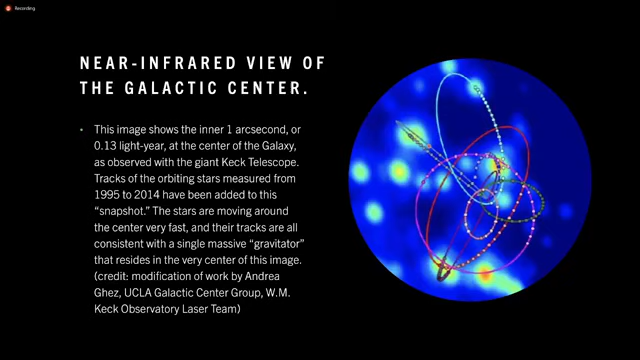 Recording
NEAR-INFRARED VIEW OF
THE GALACTIC CENTER.
• This image shows the inner 1 arcsecond, or
0.13 light-year, at the center of the Galaxy,
as observed with the giant Keck Telescope.
Tracks of the orbiting stars measured from
1995 to 2014 have been added to this
“snapshot.” The stars are moving around
the center very fast, and their tracks are all
consistent with a single massive “gravitator”
that resides in the very center of this image.
(credit: modification of work by Andrea
Ghez, UCLA Galactic Center Group, W.M.
Keck Observatory Laser Team)